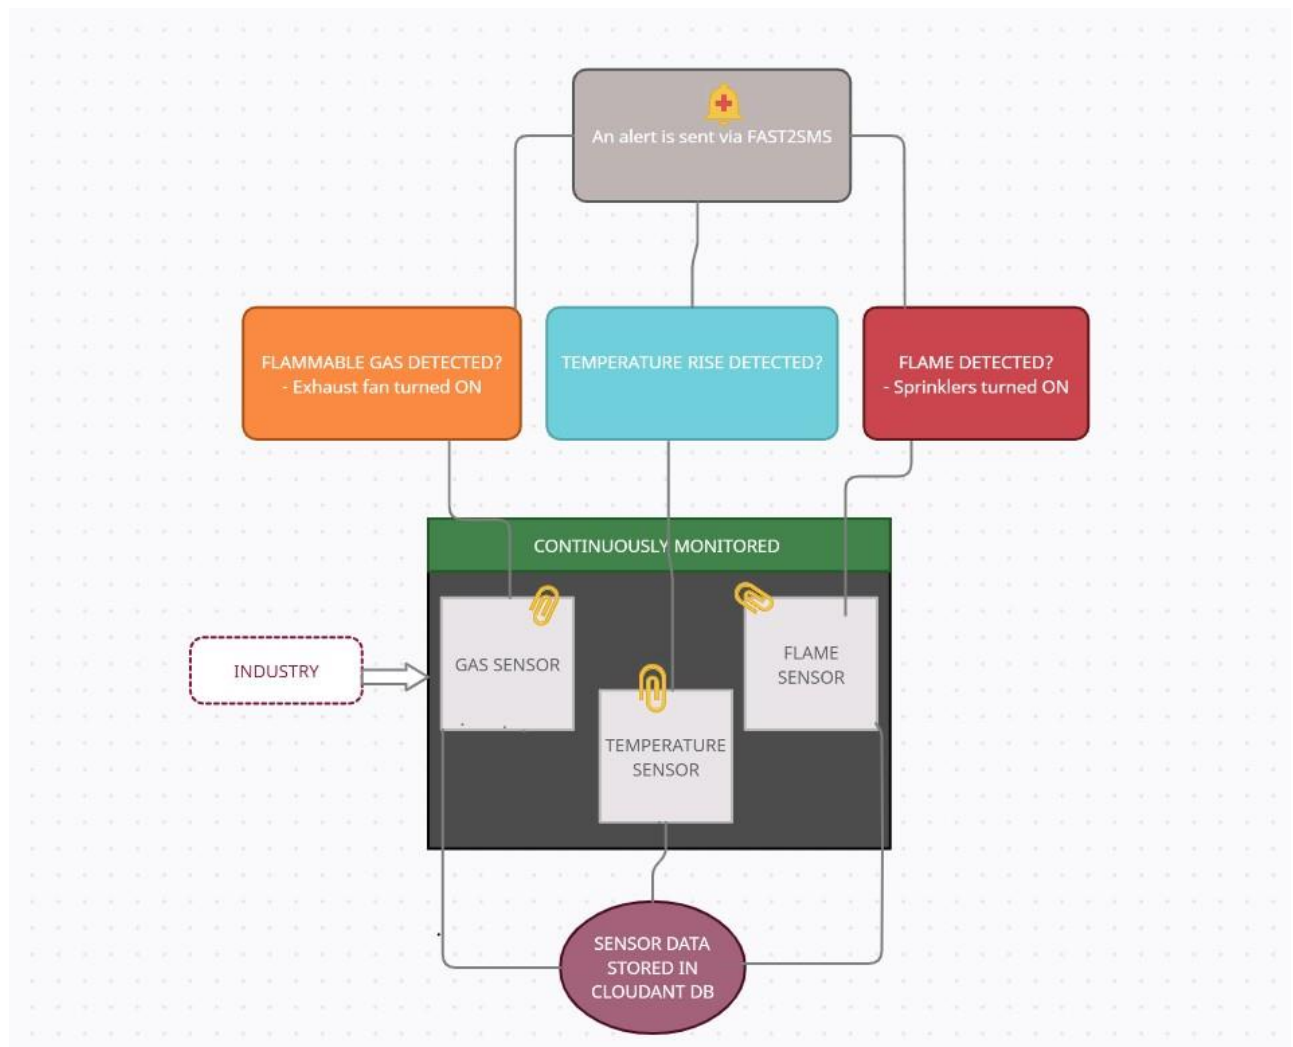 An alert is sent via FAST2SMS
FLAMMABLE GAS DETECTED?
- Exhaust fan turned ON
TEMPERATURE RISE DETECTED?
FLAME DETECTED?
- Sprinklers turned ON
CONTINUOUSLY MONITORED
INDUSTRY
GAS SENSOR
FLAME
SENSOR
TEMPERATURE
SENSOR
SENSOR DATA
STORED IN
CLOUDANT DB